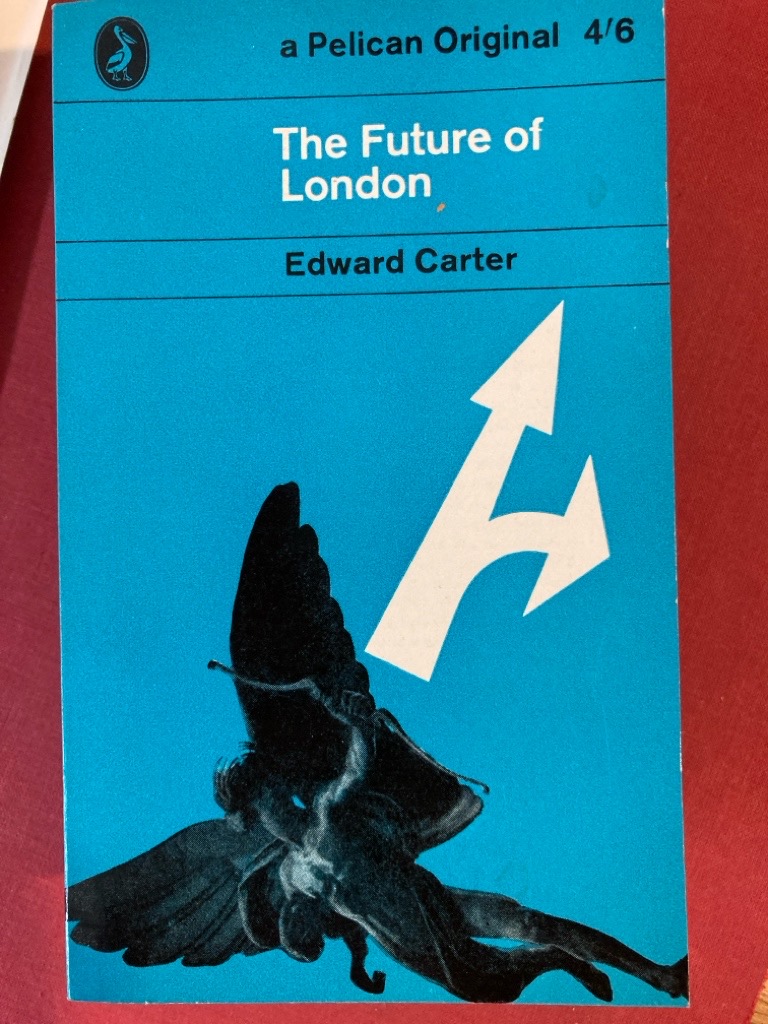 a Pelican Original 4/6
The Future of
London
Edward Carter